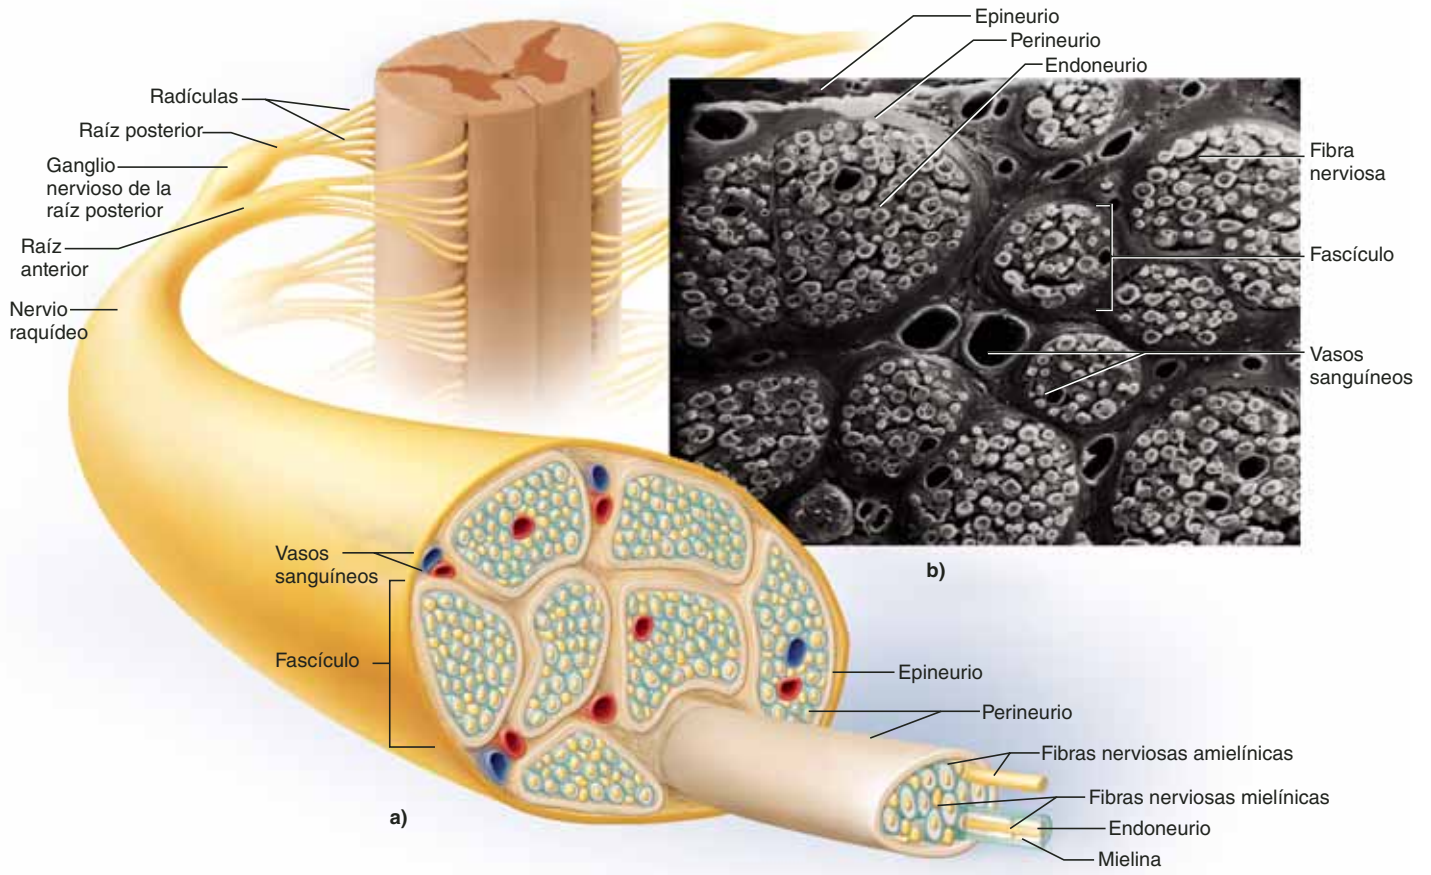 Epineurio
Perineurio
Endoneurio
Radículas
Raíz posterior
Ganglio
nervioso de la
raíz posterior
Raíz
anterior
Nervio
raquídeo
Fibra
nerviosa
Fascículo
Vasos
sanguíneos
b)
Vasos
sanguíneos
Fascículo
Epineurio
Perineurio
Fibras nerviosas amielínicas
Fibras nerviosas mielínicas
Endoneurio
Mielina
a)